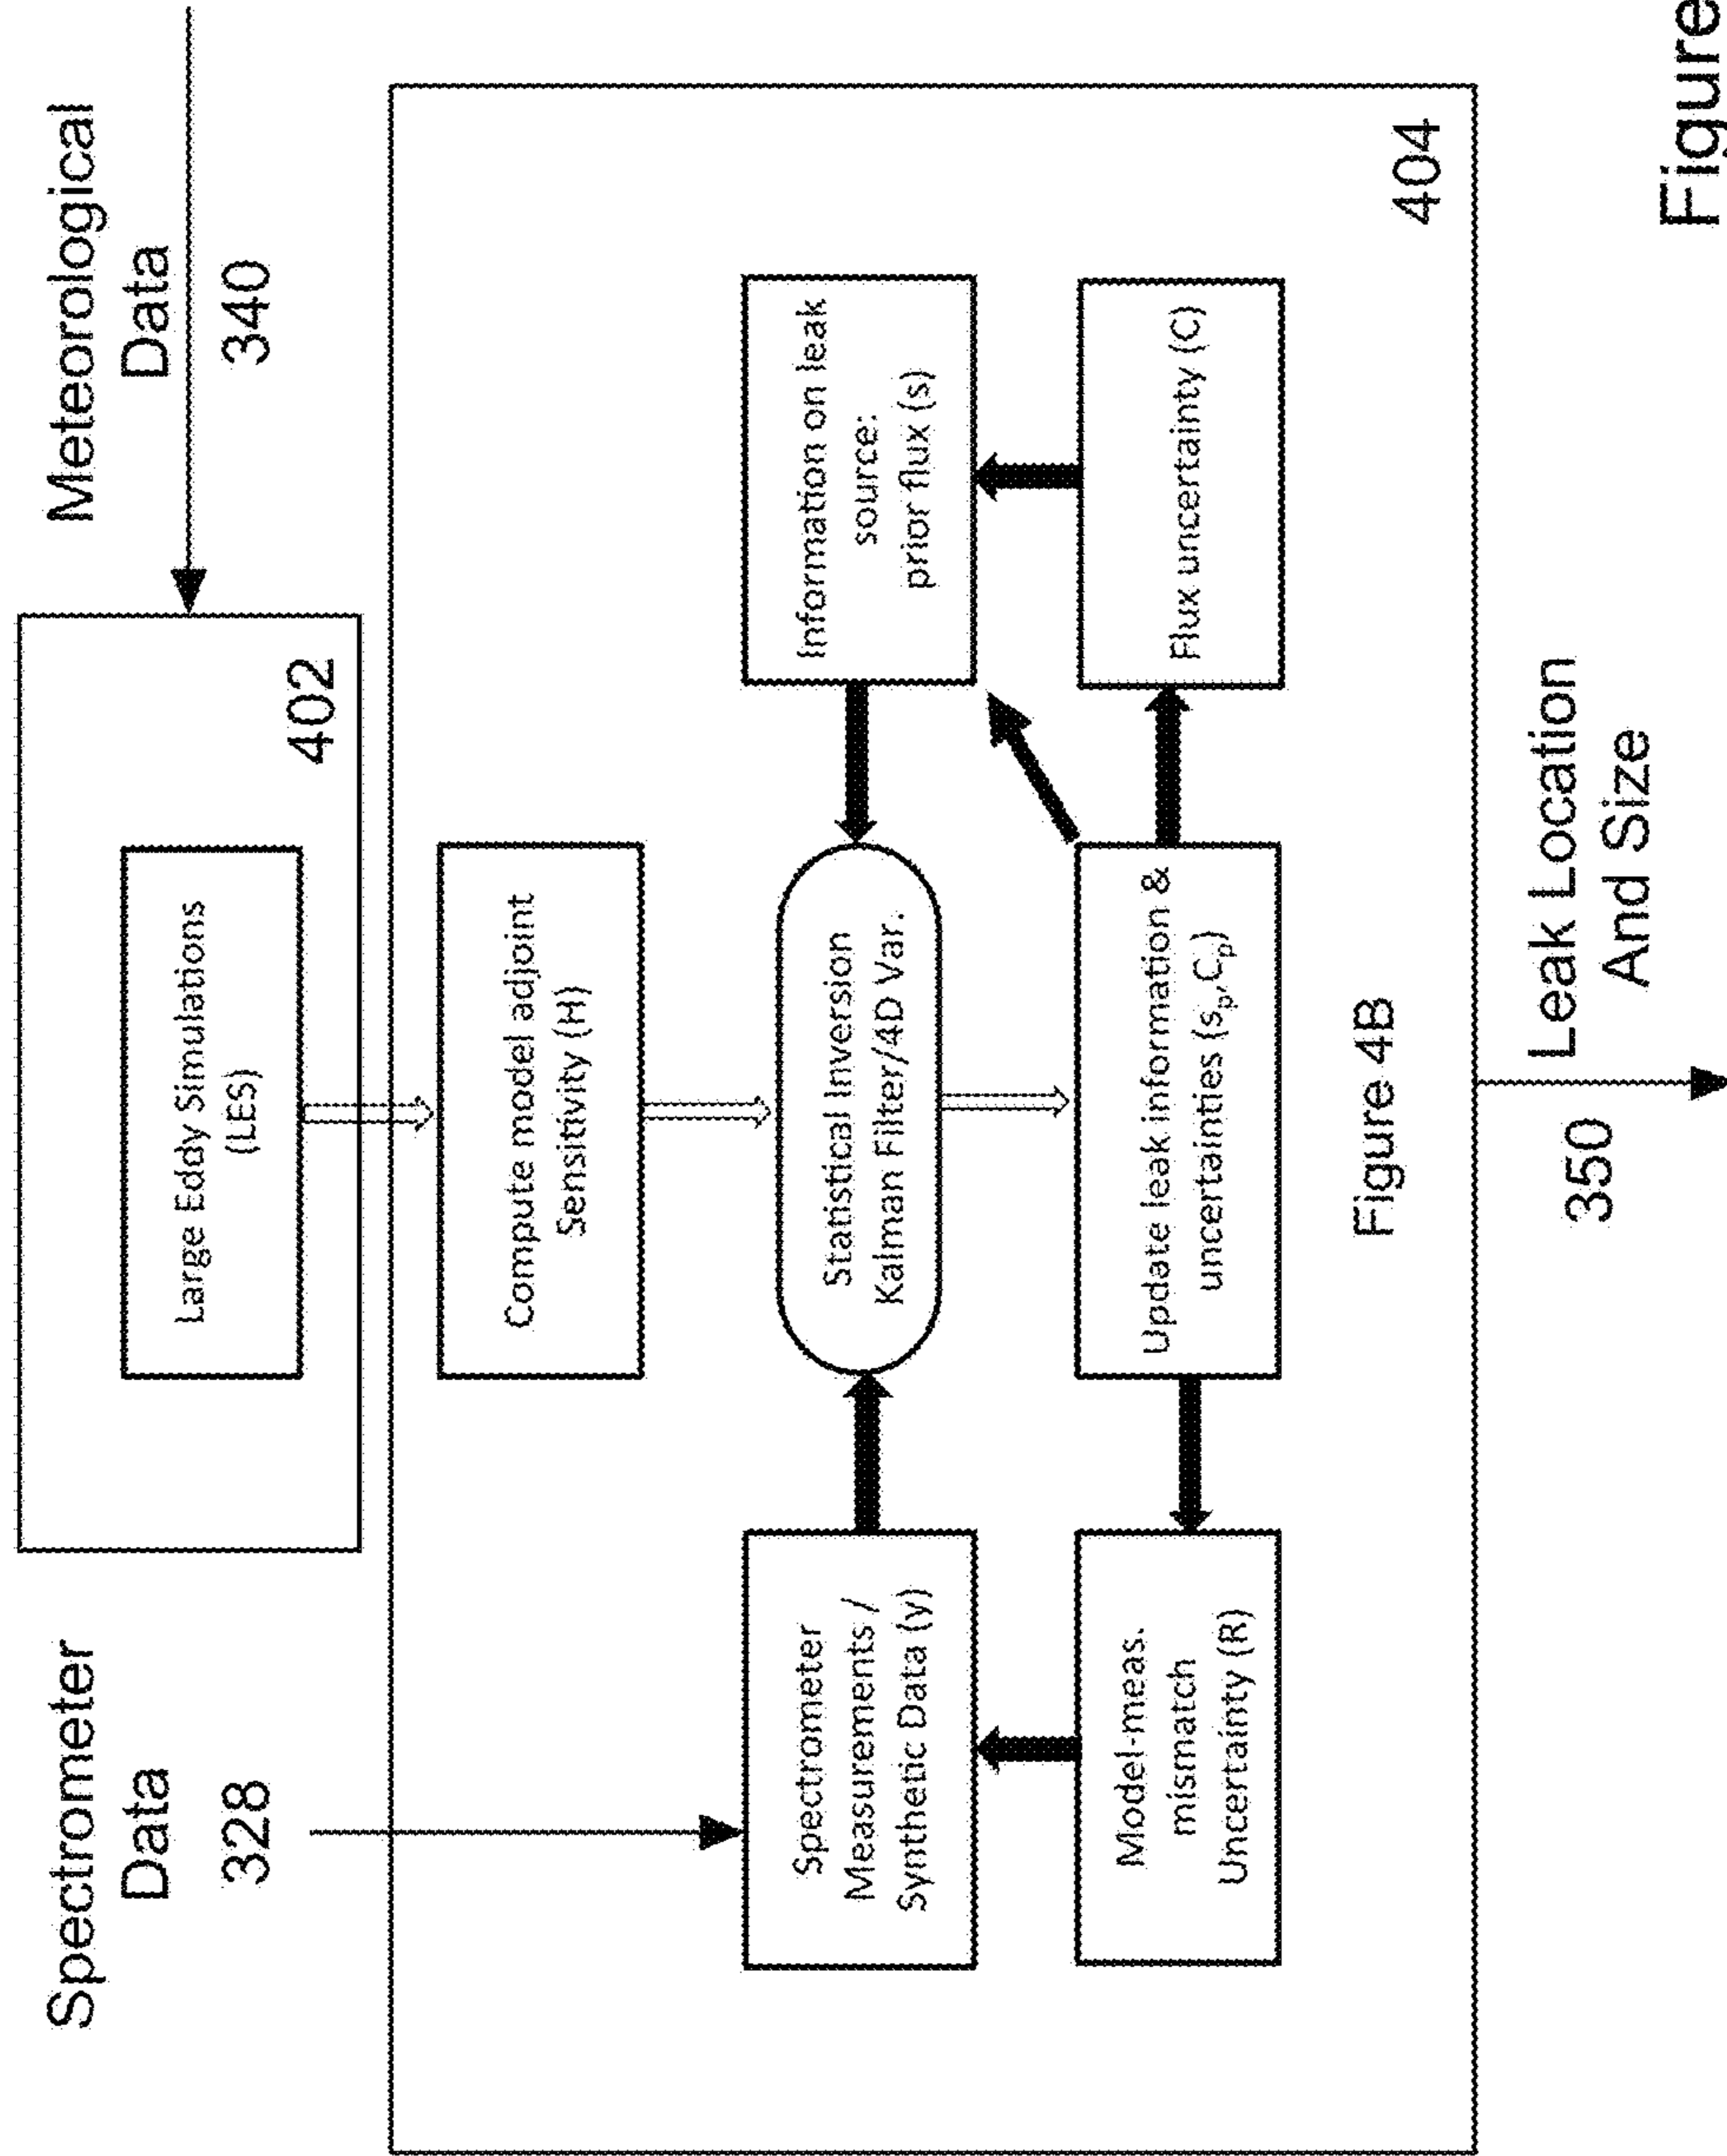 Spectrometer
Data
328
Meteorological
Data
340
Large Eddy Simulations
(LES)
402
Compute model adjoint
Sensitivity (H)
Spectrometer
Measurements /
Synthetic Data (y)
Statistical Inversion
Kalman Filter/4D Var.
Information on leak
source:
prior flux (s)
Model-meas.
mismatch
Uncertainty (R)
Update leak information &
uncertainties (sₚ,Cₚ)
Flux uncertainty (C)
Figure 4B
404
350
Leak Location
And Size
Figure